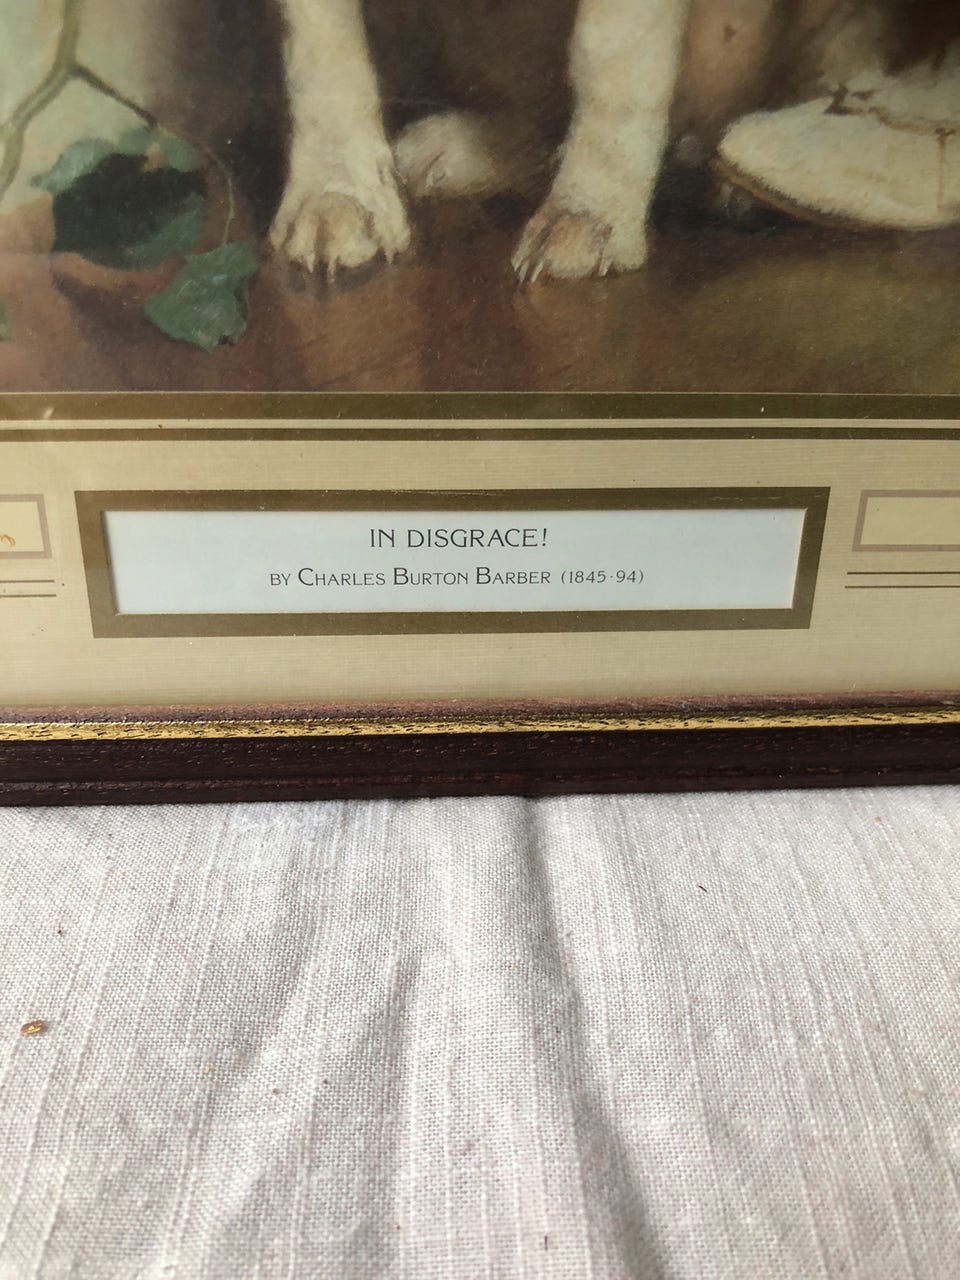 IN DISGRACE!
BY CHARLES BURTON BARBER (1845-94)